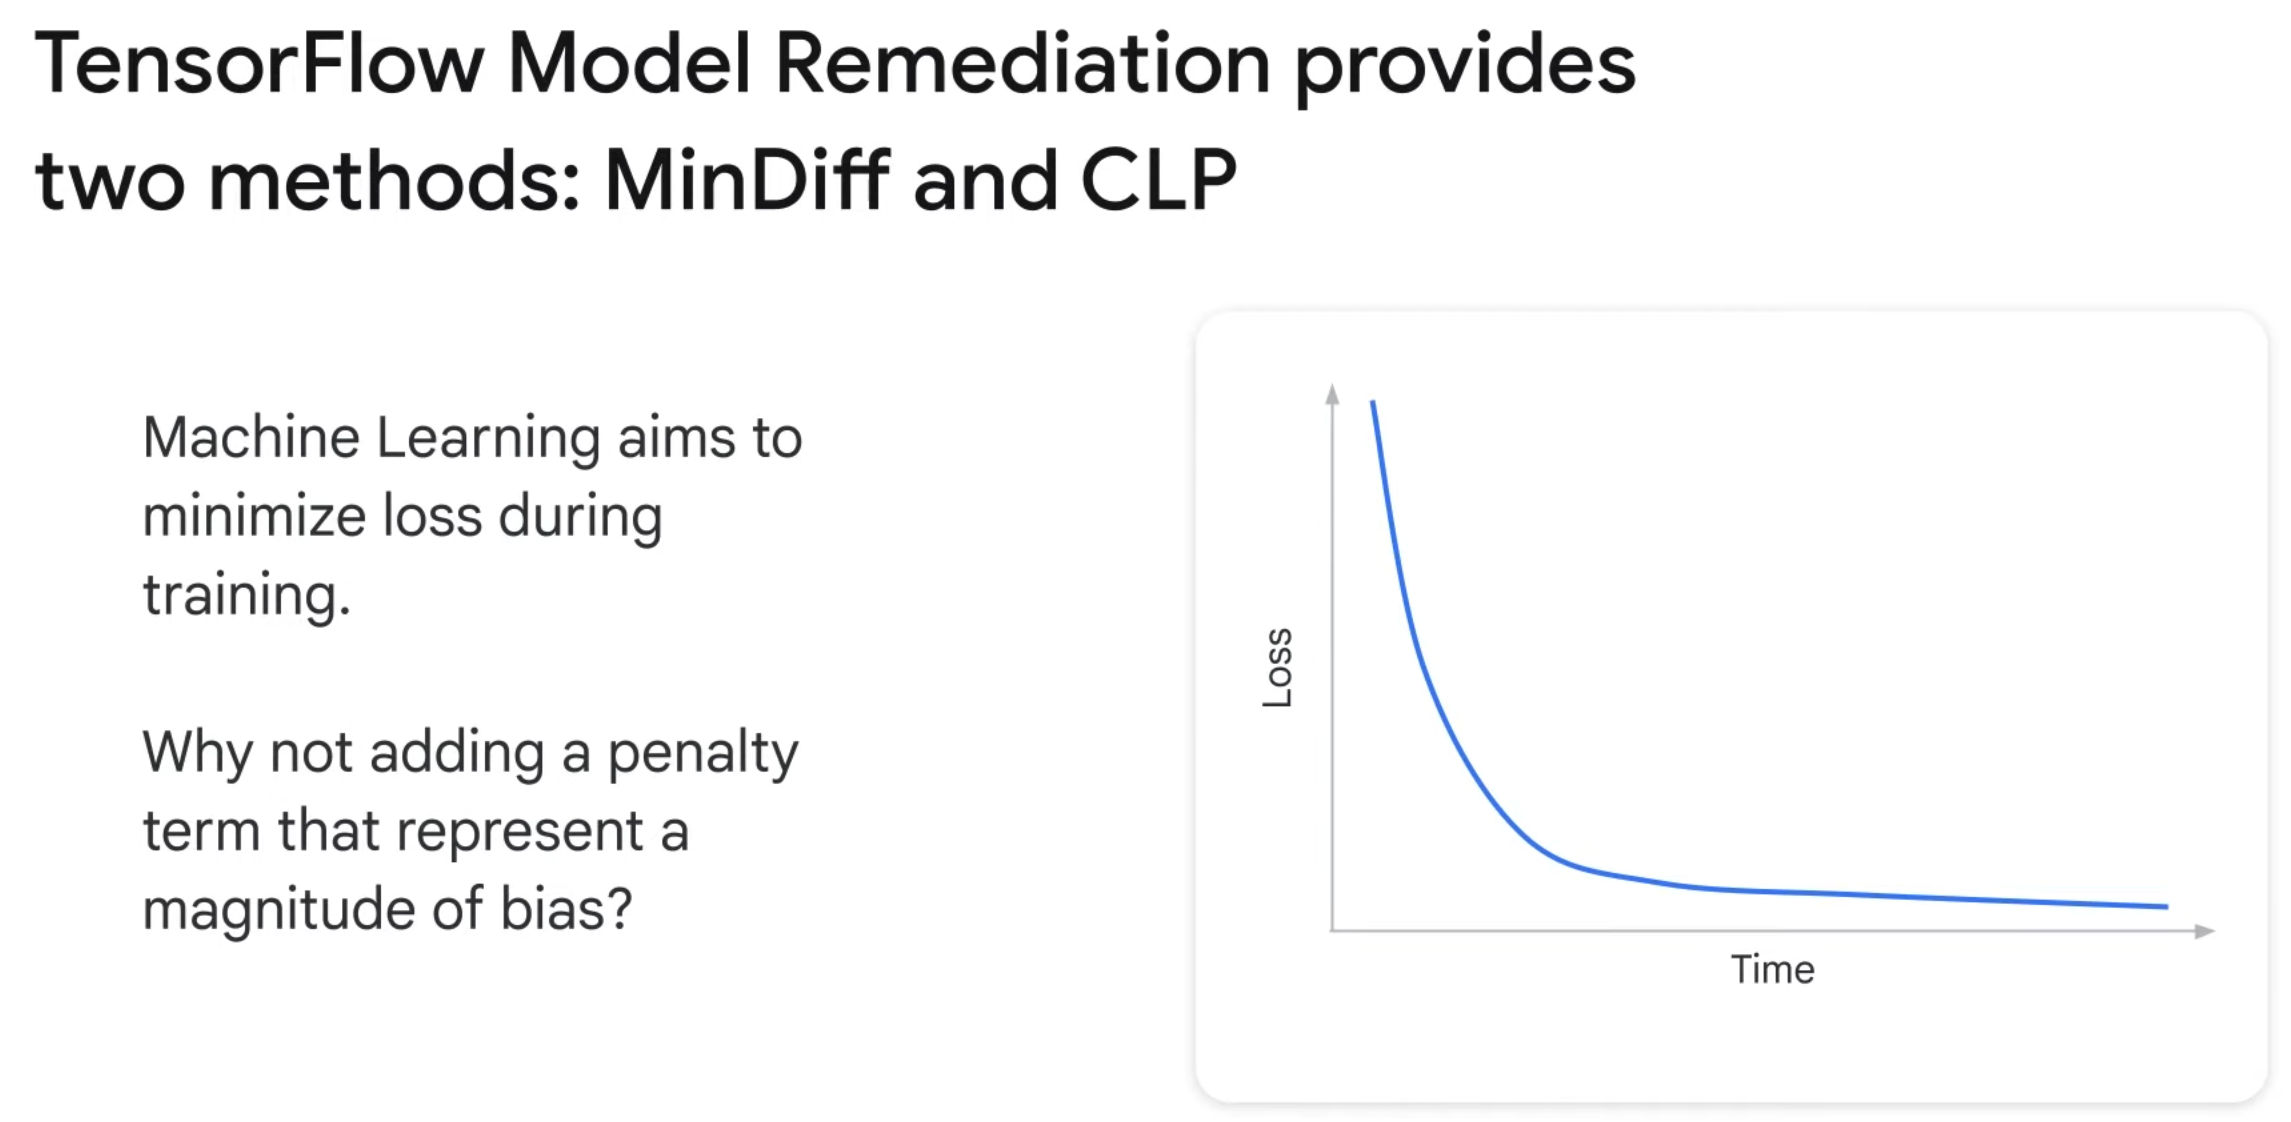 TensorFlow Model Remediation provides
two methods: MinDiff and CLP
Machine Learning aims to
minimize loss during
training.
Why not adding a penalty
term that represent a
magnitude of bias?
Loss
Time